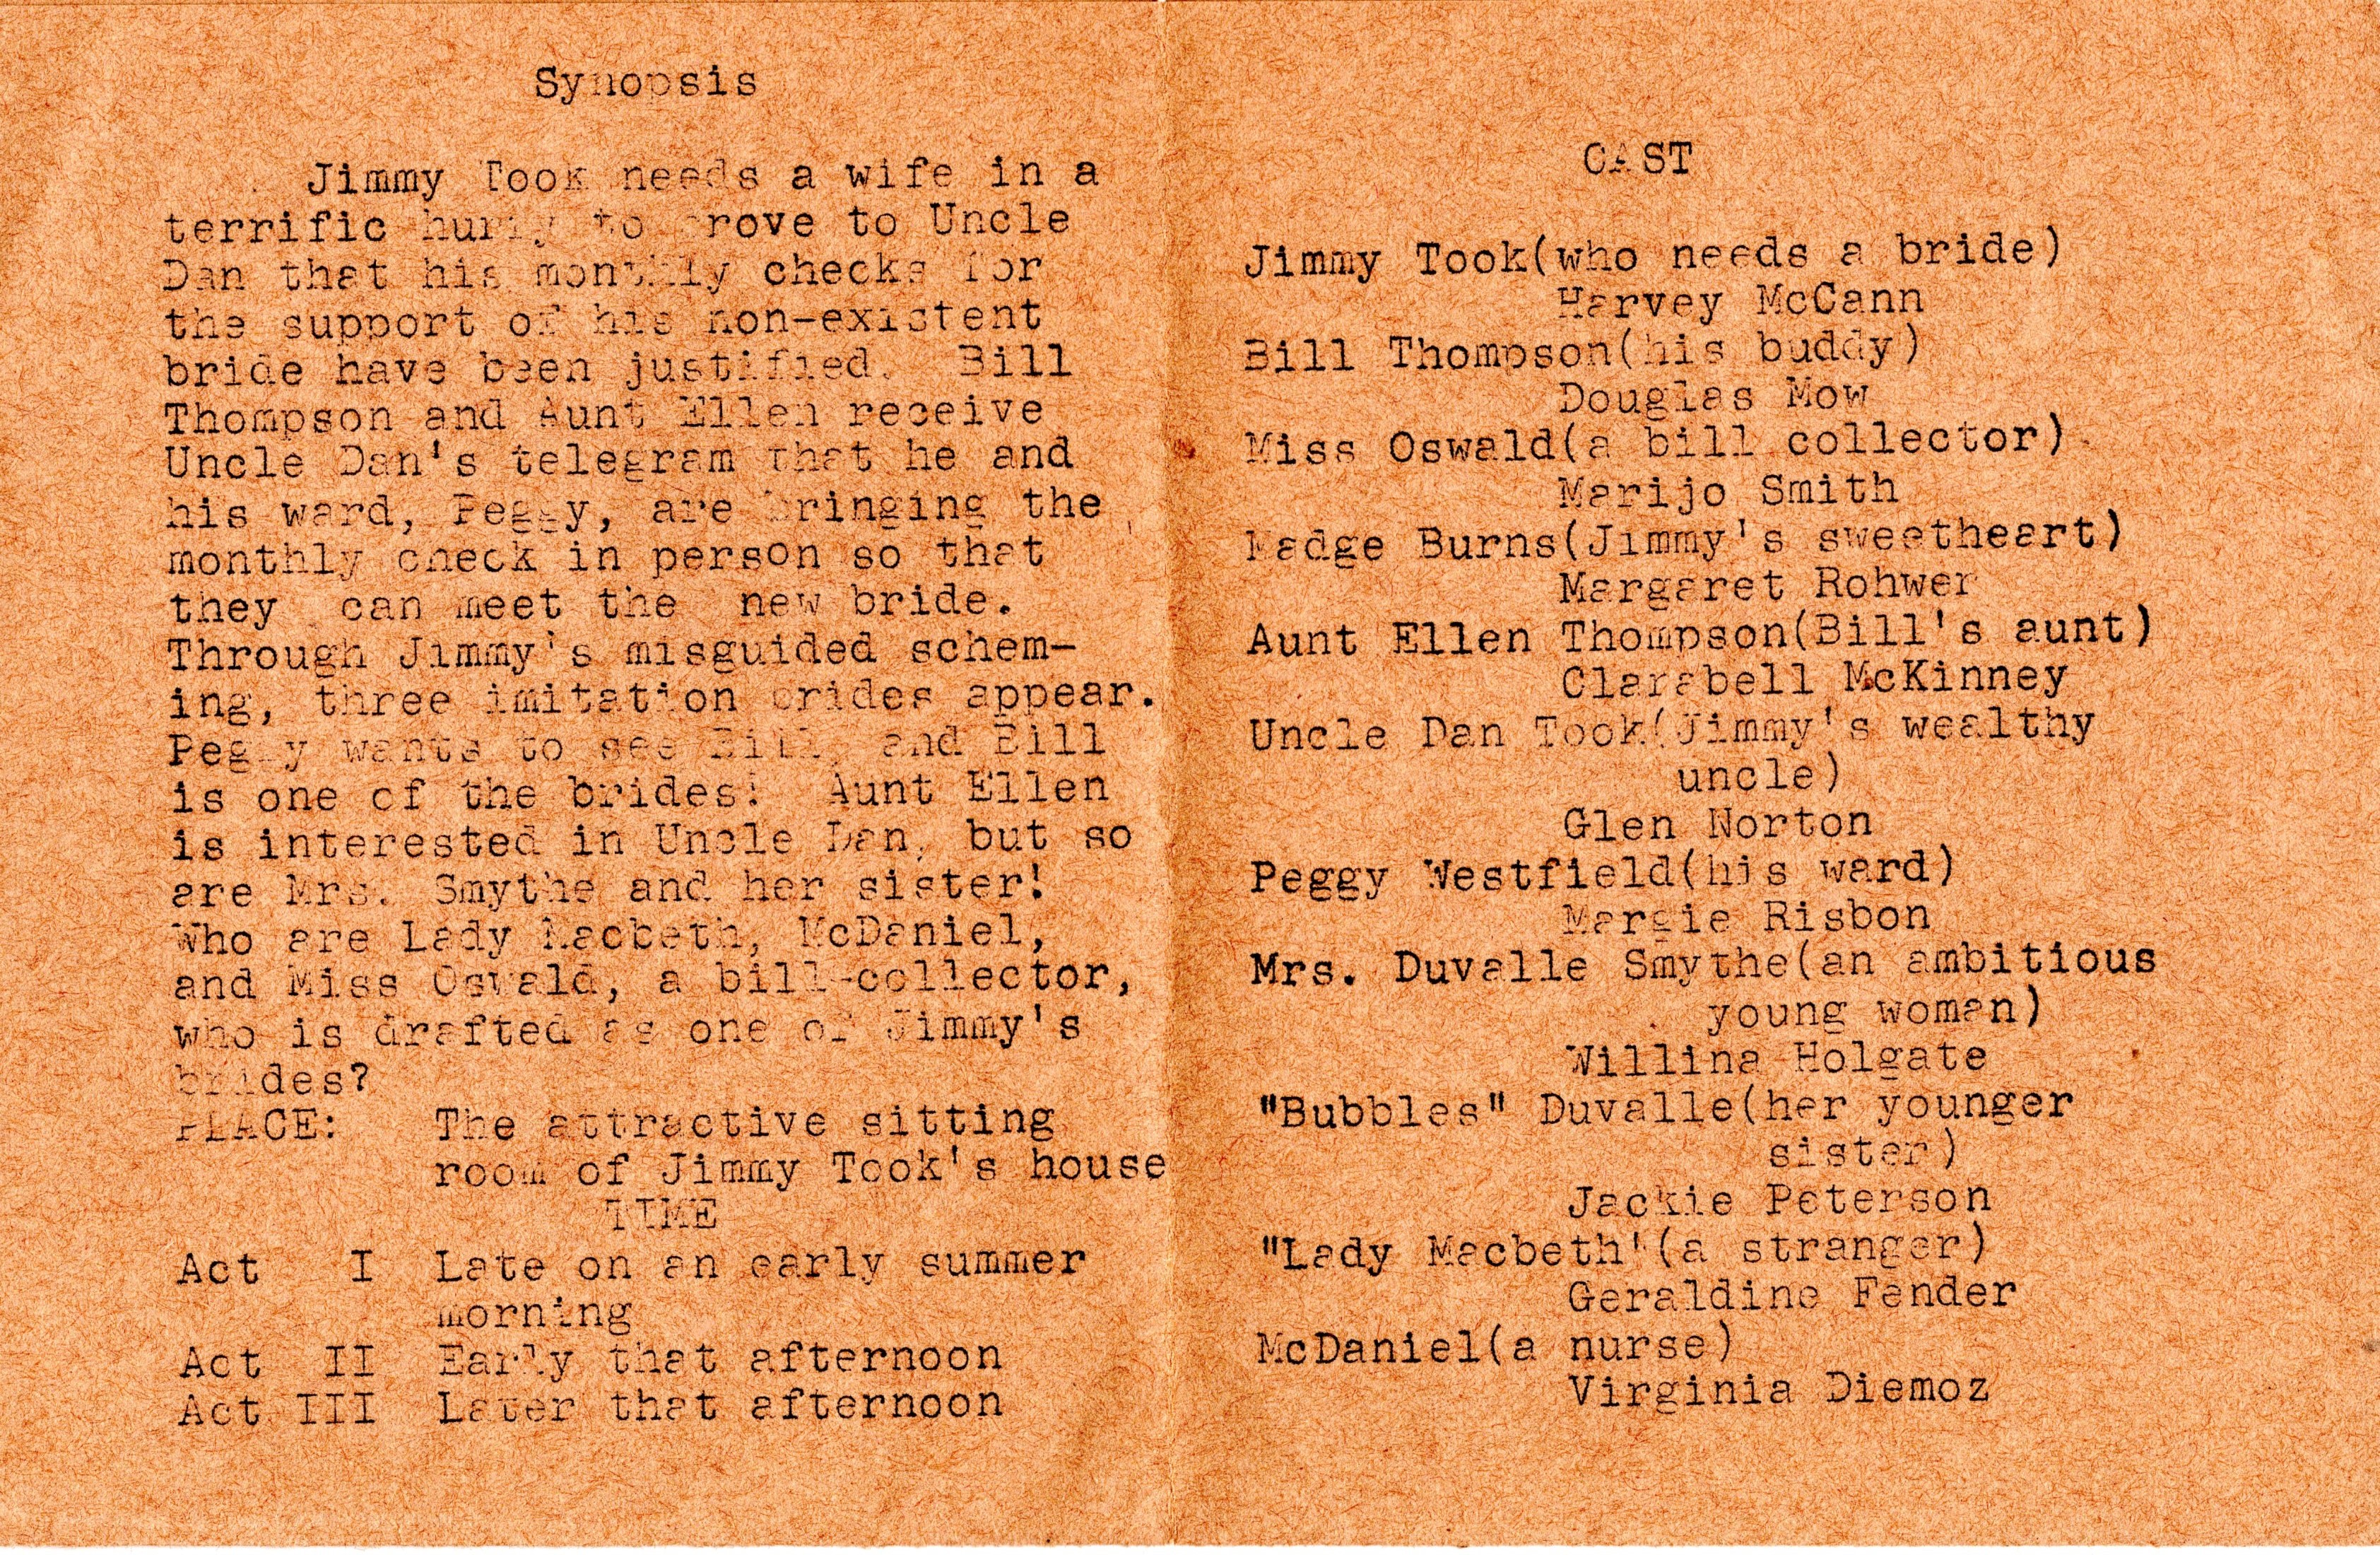 Synopsis
Jimmy Took needs a wife in a
terrific hurry to prove to Uncle
Dan that his monthly checks for
the support of his non-existent
bride have been justified. Bill
Thompson and Aunt Ellen receive
Uncle Dan's telegram that he and
his ward, Peggy, are bringing the
monthly check in person so that
they can meet the new bride.
Through Jimmy's misguided schem-
ing, three imitation brides appear.
Peggy wants to see Bill, and Bill
is one of the brides! Aunt Ellen
is interested in Uncle Dan, but so
are Mrs. Smythe and her sister!
Who are Lady Macbeth, McDaniel,
and Miss Oswald, a bill-collector,
who is drafted as one of Jimmy's
brides?
PLACE: The attractive sitting
room of Jimmy Took's house
TIME
Act I Late on an early summer
morning
Act II Early that afternoon
Act III Later that afternoon
CAST
Jimmy Took(who needs a bride)
Harvey McCann
Bill Thompson(his buddy)
Douglas Mow
Miss Oswald(a bill collector)
Marijo Smith
Madge Burns(Jimmy's sweetheart)
Margaret Rohwer
Aunt Ellen Thompson(Bill's aunt)
Clarabell McKinney
Uncle Dan Took(Jimmy's wealthy
uncle)
Glen Norton
Peggy Westfield(his ward)
Margie Risbon
Mrs. Duvalle Smythe(an ambitious
young woman)
Willina Holgate
"Bubbles" Duvalle(her younger
sister)
Jackie Peterson
"Lady Macbeth'(a stranger)
Geraldine Fender
McDaniel(a nurse)
Virginia Diemoz